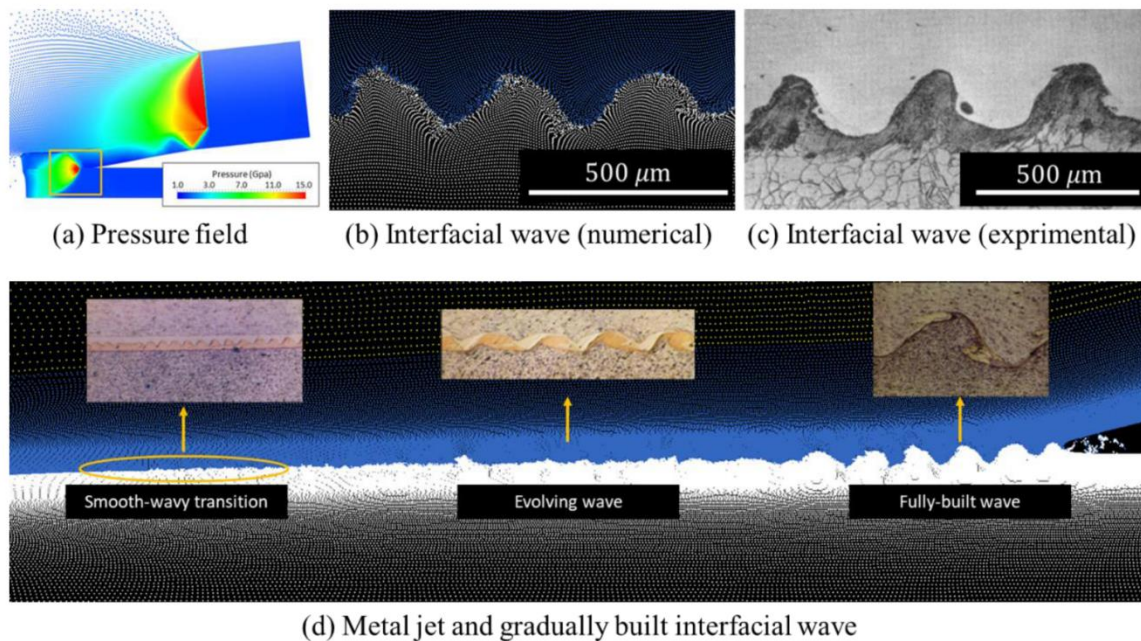 Pressure (Gpa)
1.0 3.0 7.0 11.0 15.0
500 μm
500 μm
(a) Pressure field
(b) Interfacial wave (numerical)
(c) Interfacial wave (exprimental)
Smooth-wavy transition
Evolving wave
Fully-built wave
(d) Metal jet and gradually built interfacial wave